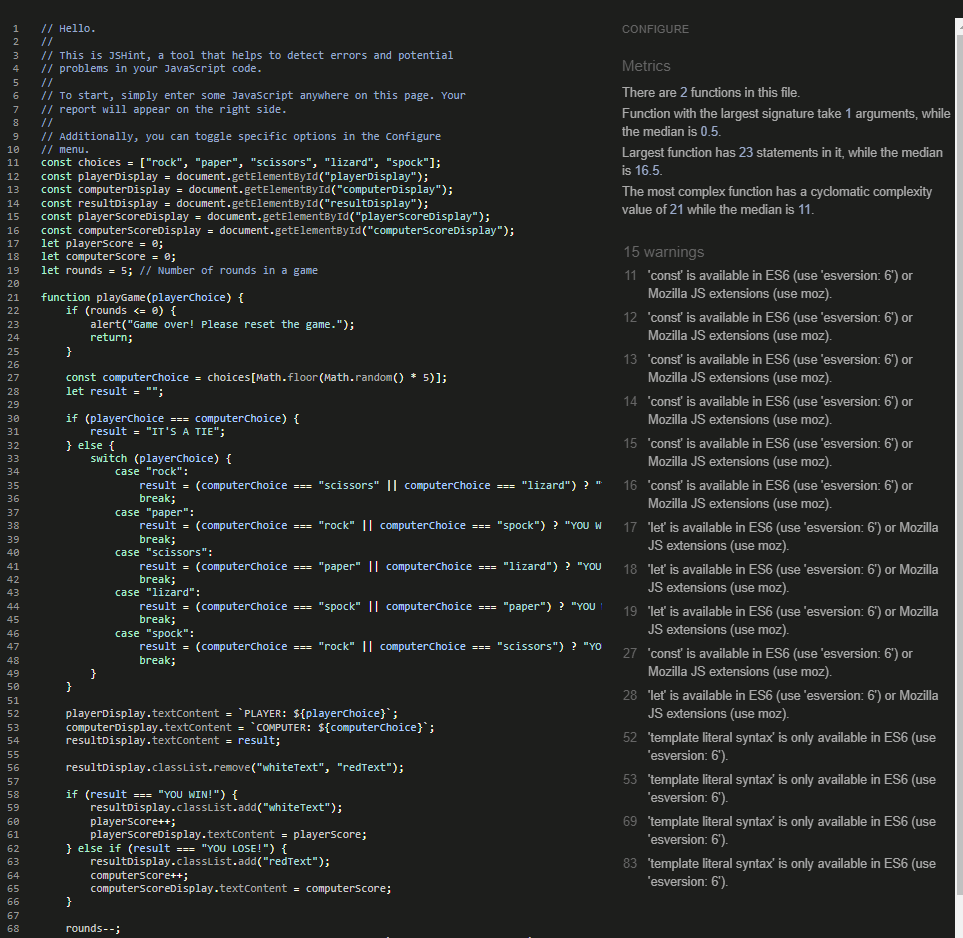 1 // Hello.
2 //
3 // This is JSHint, a tool that helps to detect errors and potential
4 // problems in your JavaScript code.
5 //
6 // To start, simply enter some JavaScript anywhere on this page. Your
7 // report will appear on the right side.
8 //
9 // Additionally, you can toggle specific options in the Configure
10 // menu.
11 const choices = ["rock", "paper", "scissors", "lizard", "spock"];
12 const playerDisplay = document.getElementById("playerDisplay");
13 const computerDisplay = document.getElementById("computerDisplay");
14 const resultDisplay = document.getElementById("resultDisplay");
15 const playerScoreDisplay = document.getElementById("playerScoreDisplay");
16 const computerScoreDisplay = document.getElementById("computerScoreDisplay");
17 let playerScore = 0;
18 let computerScore = 0;
19 let rounds = 5; // Number of rounds in a game
20
21 function playGame(playerChoice) {
22 if (rounds <= 0) {
23 alert("Game over! Please reset the game.");
24 return;
25 }
26
27 const computerChoice = choices[Math.floor(Math.random() * 5)];
28 let result = "";
29
30 if (playerChoice === computerChoice) {
31 result = "IT'S A TIE";
32 } else {
33 switch (playerChoice) {
34 case "rock":
35 result = (computerChoice === "scissors" || computerChoice === "lizard") ? "
36 break;
37 case "paper":
38 result = (computerChoice === "rock" || computerChoice === "spock") ? "YOU W
39 break;
40 case "scissors":
41 result = (computerChoice === "paper" || computerChoice === "lizard") ? "YOU
42 break;
43 case "lizard":
44 result = (computerChoice === "spock" || computerChoice === "paper") ? "YOU
45 break;
46 case "spock":
47 result = (computerChoice === "rock" || computerChoice === "scissors") ? "YO
48 break;
49 }
50 }
51
52 playerDisplay.textContent = `PLAYER: ${playerChoice}`;
53 computerDisplay.textContent = `COMPUTER: ${computerChoice}`;
54 resultDisplay.textContent = result;
55
56 resultDisplay.classList.remove("whiteText", "redText");
57
58 if (result === "YOU WIN!") {
59 resultDisplay.classList.add("whiteText");
60 playerScore++;
61 playerScoreDisplay.textContent = playerScore;
62 } else if (result === "YOU LOSE!") {
63 resultDisplay.classList.add("redText");
64 computerScore++;
65 computerScoreDisplay.textContent = computerScore;
66 }
67
68 rounds--;
CONFIGURE
Metrics
There are 2 functions in this file.
Function with the largest signature take 1 arguments, while
the median is 0.5.
Largest function has 23 statements in it, while the median
is 16.5.
The most complex function has a cyclomatic complexity
value of 21 while the median is 11.
15 warnings
11 'const' is available in ES6 (use 'esversion: 6') or
Mozilla JS extensions (use moz).
12 'const' is available in ES6 (use 'esversion: 6') or
Mozilla JS extensions (use moz).
13 'const' is available in ES6 (use 'esversion: 6') or
Mozilla JS extensions (use moz).
14 'const' is available in ES6 (use 'esversion: 6') or
Mozilla JS extensions (use moz).
15 'const' is available in ES6 (use 'esversion: 6') or
Mozilla JS extensions (use moz).
16 'const' is available in ES6 (use 'esversion: 6') or
Mozilla JS extensions (use moz).
17 'let' is available in ES6 (use 'esversion: 6') or Mozilla
JS extensions (use moz).
18 'let' is available in ES6 (use 'esversion: 6') or Mozilla
JS extensions (use moz).
19 'let' is available in ES6 (use 'esversion: 6') or Mozilla
JS extensions (use moz).
27 'const' is available in ES6 (use 'esversion: 6') or
Mozilla JS extensions (use moz).
28 'let' is available in ES6 (use 'esversion: 6') or Mozilla
JS extensions (use moz).
52 'template literal syntax' is only available in ES6 (use
'esversion: 6').
53 'template literal syntax' is only available in ES6 (use
'esversion: 6').
69 'template literal syntax' is only available in ES6 (use
'esversion: 6').
83 'template literal syntax' is only available in ES6 (use
'esversion: 6').